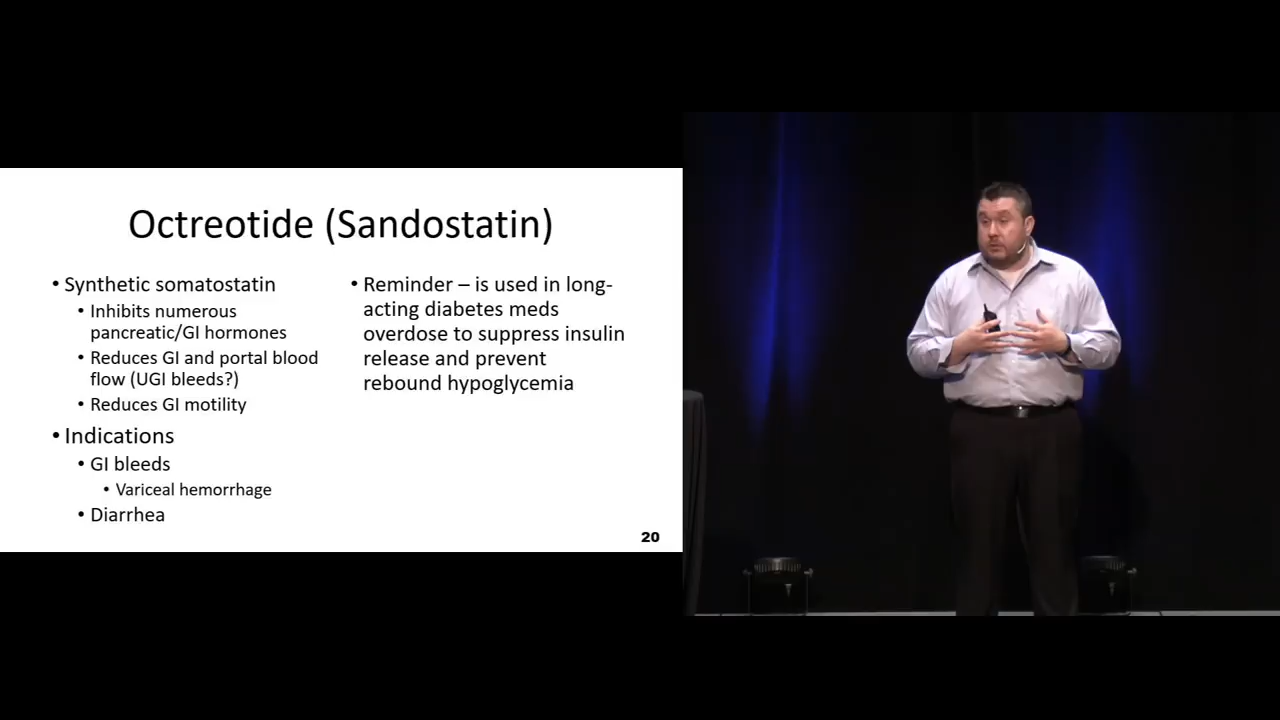 Octreotide (Sandostatin)
• Synthetic somatostatin
• Inhibits numerous
pancreatic/GI hormones
• Reduces GI and portal blood
flow (UGI bleeds?)
• Reduces GI motility
• Indications
• GI bleeds
• Variceal hemorrhage
• Diarrhea
• Reminder – is used in long-
acting diabetes meds
overdose to suppress insulin
release and prevent
rebound hypoglycemia
20